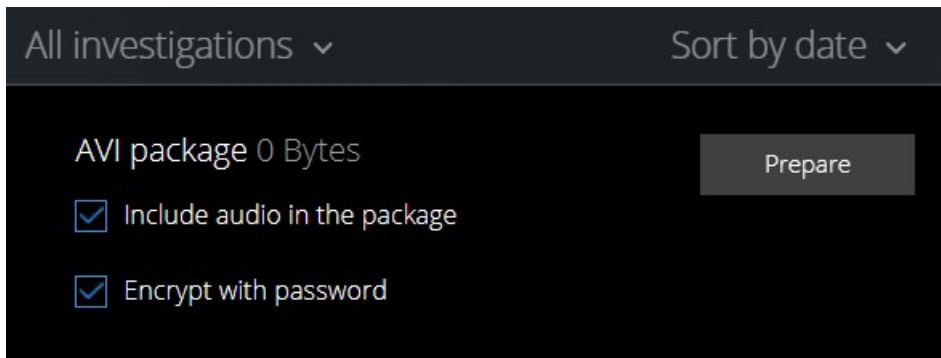 All investigations
Sort by date
AVI package 0 Bytes
Prepare
Include audio in the package
Encrypt with password